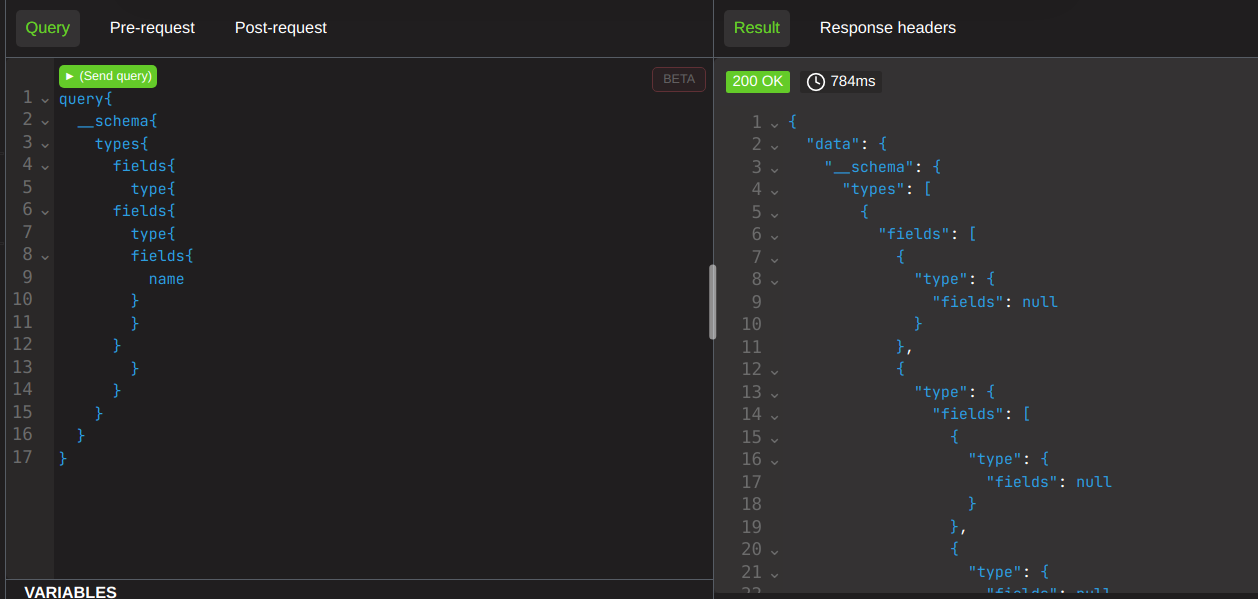 Query Pre-request Post-request
▶ (Send query)
BETA
1 query{
2 __schema{
3 types{
4 fields{
5 type{
6 fields{
7 type{
8 fields{
9 name
10 }
11 }
12 }
13 }
14 }
15 }
16 }
17 }
VARIABLES
Result Response headers
200 OK 784ms
1 {
2 "data": {
3 "__schema": {
4 "types": [
5 {
6 "fields": [
7 {
8 "type": {
9 "fields": null
10 }
11 },
12 {
13 "type": {
14 "fields": [
15 {
16 "type": {
17 "fields": null
18 }
19 },
20 {
21 "type": {
22 "fields": null